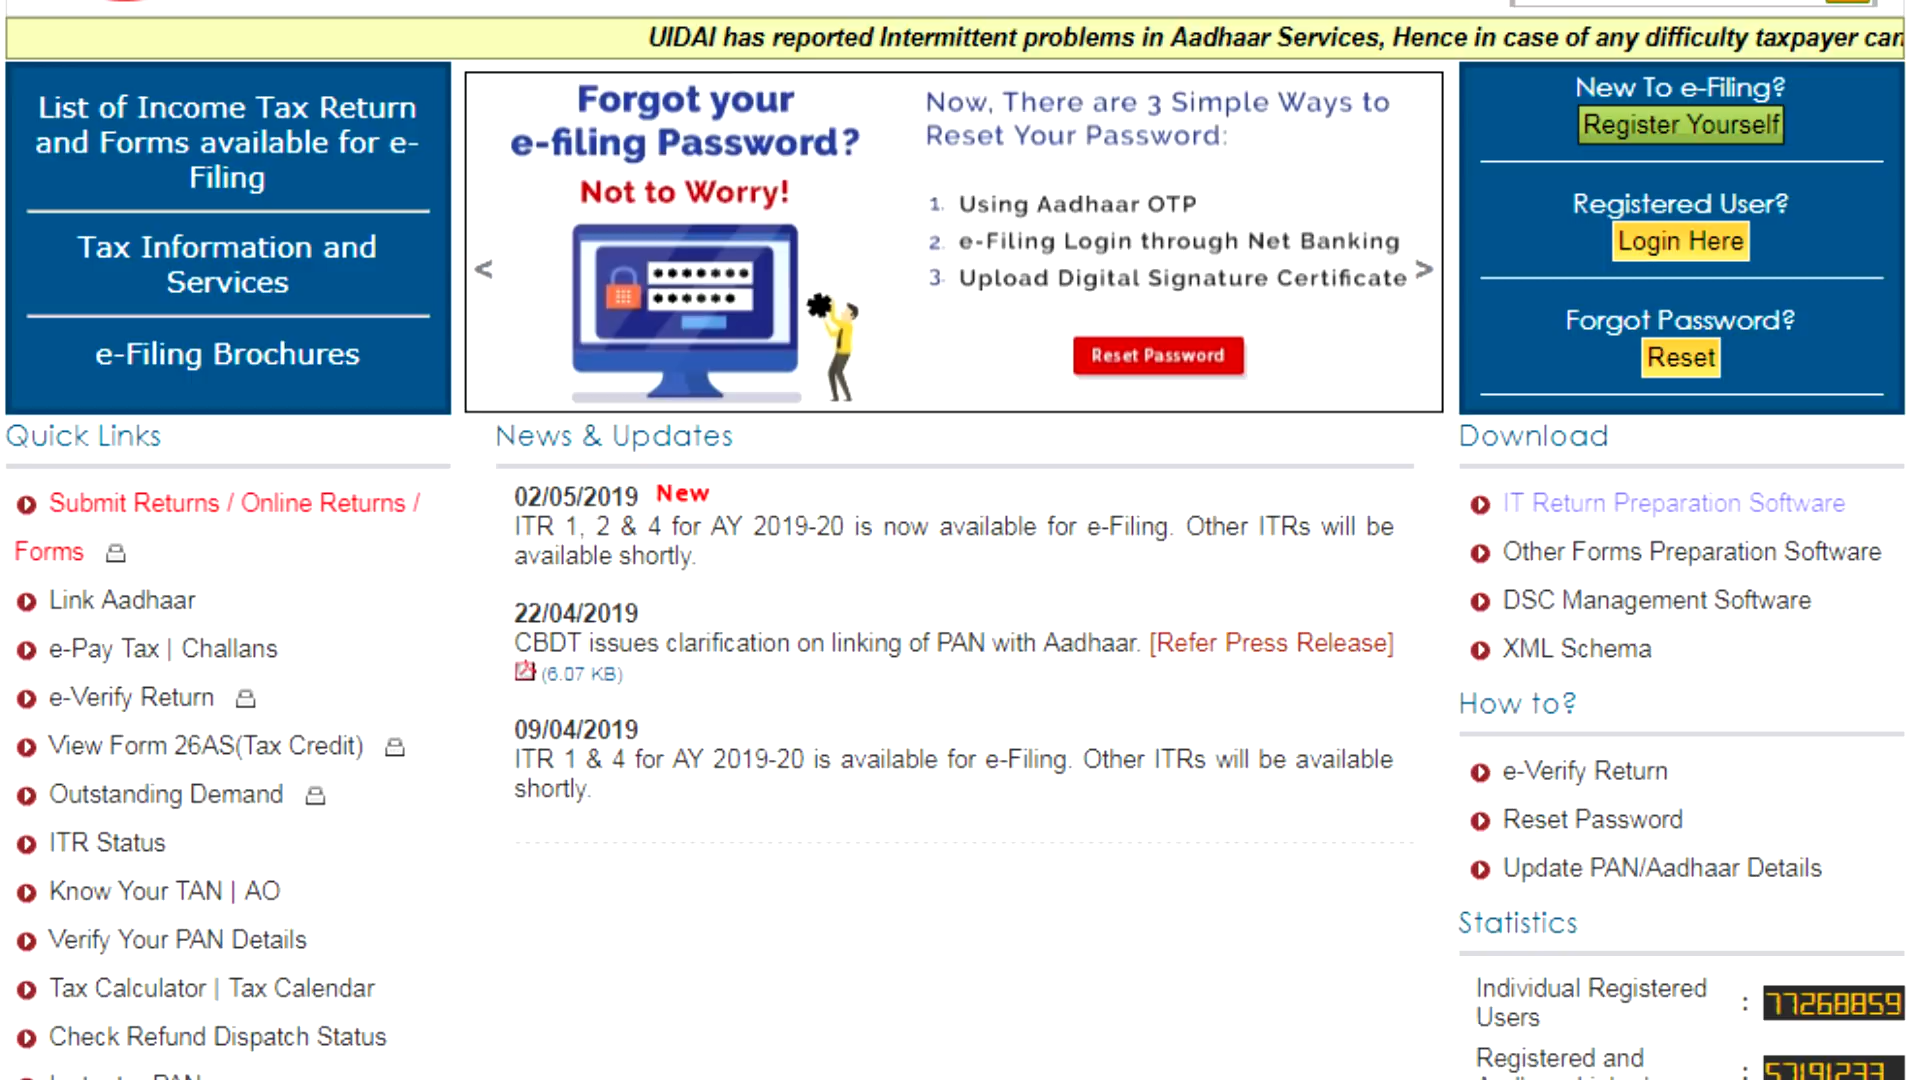 UIDAI has reported Intermittent problems in Aadhaar Services, Hence in case of any difficulty taxpayer can
List of Income Tax Return
and Forms available for e-
Filing
Tax Information and
Services
e-Filing Brochures
Forgot your
e-filing Password?
Not to Worry!
Now, There are 3 Simple Ways to
Reset Your Password:
1. Using Aadhaar OTP
2. e-Filing Login through Net Banking
3. Upload Digital Signature Certificate
Reset Password
<
>
New To e-Filing?
Register Yourself
Registered User?
Login Here
Forgot Password?
Reset
Quick Links
Submit Returns / Online Returns /
Forms
Link Aadhaar
e-Pay Tax | Challans
e-Verify Return
View Form 26AS(Tax Credit)
Outstanding Demand
ITR Status
Know Your TAN | AO
Verify Your PAN Details
Tax Calculator | Tax Calendar
Check Refund Dispatch Status
News & Updates
02/05/2019 New
ITR 1, 2 & 4 for AY 2019-20 is now available for e-Filing. Other ITRs will be
available shortly.
22/04/2019
CBDT issues clarification on linking of PAN with Aadhaar. [Refer Press Release]
(6.07 KB)
09/04/2019
ITR 1 & 4 for AY 2019-20 is available for e-Filing. Other ITRs will be available
shortly.
Download
IT Return Preparation Software
Other Forms Preparation Software
DSC Management Software
XML Schema
How to?
e-Verify Return
Reset Password
Update PAN/Aadhaar Details
Statistics
Individual Registered
Users : 77268859
Registered and
: 57191233